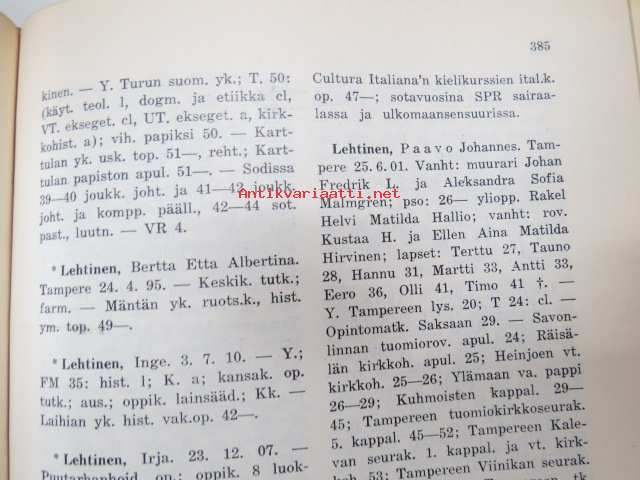 385
kinen. — Y. Turun suom. yk.; T. 50:
(käyt. teol. l, dogm. ja etiikka cl,
VT. ekseget. cl, UT. ekseget. a, kirk-
kohist. a); vih. papiksi 50. — Kart-
tulan yk. usk. top. 51—, reht.; Kart-
tulan papiston apul. 51—. — Sodissa
39—40 joukk. joht. ja 41—42 joukk.
joht. ja kompp. pääll., 42—44 sot.
past., luutn. — VR 4.
* Lehtinen, Bertta Etta Albertina.
Tampere 24. 4. 95. — Keskik. tutk.;
farm. — Mäntän yk. ruots.k., hist.
ym. top. 49—.
* Lehtinen, Inge. 3. 7. 10. — Y.;
FM 35: hist. l; K. a; kansak. op.
tutk.; aus.; oppik. lainsääd.; Kk. —
Laihian yk. hist. vak.op. 42—.
* Lehtinen, Irja. 23. 12. 07. —
Puutarhanhoid. op.; oppik. 8 luok-
Cultura Italiana'n kielikurssien ital.k.
op. 47—; sotavuosina SPR sairaa-
lassa ja ulkomaansensuurissa.
Lehtinen, Paavo Johannes. Tam-
pere 25. 6. 01. Vanht: muurari Johan
Fredrik L. ja Aleksandra Sofia
Malmgren; pso: 26— yliopp. Rakel
Helvi Matilda Hallio; vanht: rov.
Kustaa H. ja Ellen Aina Matilda
Hirvinen; lapset: Terttu 27, Tauno
28, Hannu 31, Martti 33, Antti 33,
Eero 36, Olli 41, Timo 41 †. —
Y. Tampereen lys. 20; T 24: cl. —
Opintomatk. Saksaan 29. — Savon-
linnan tuomiorov. apul. 24; Räisä-
län kirkkoh. apul. 25; Heinjoen vt.
kirkkoh. 25—26; Ylämaan va. pappi
26—29; Kuhmoisten kappal. 29—
45; Tampereen tuomiokirkkoseurak.
5. kappal. 45—52; Tampereen Kale-
van seurak. 1. kappal. ja vt. kirk-
koh. 53; Tampereen Viinikan seurak.
Antikvariaatti.net